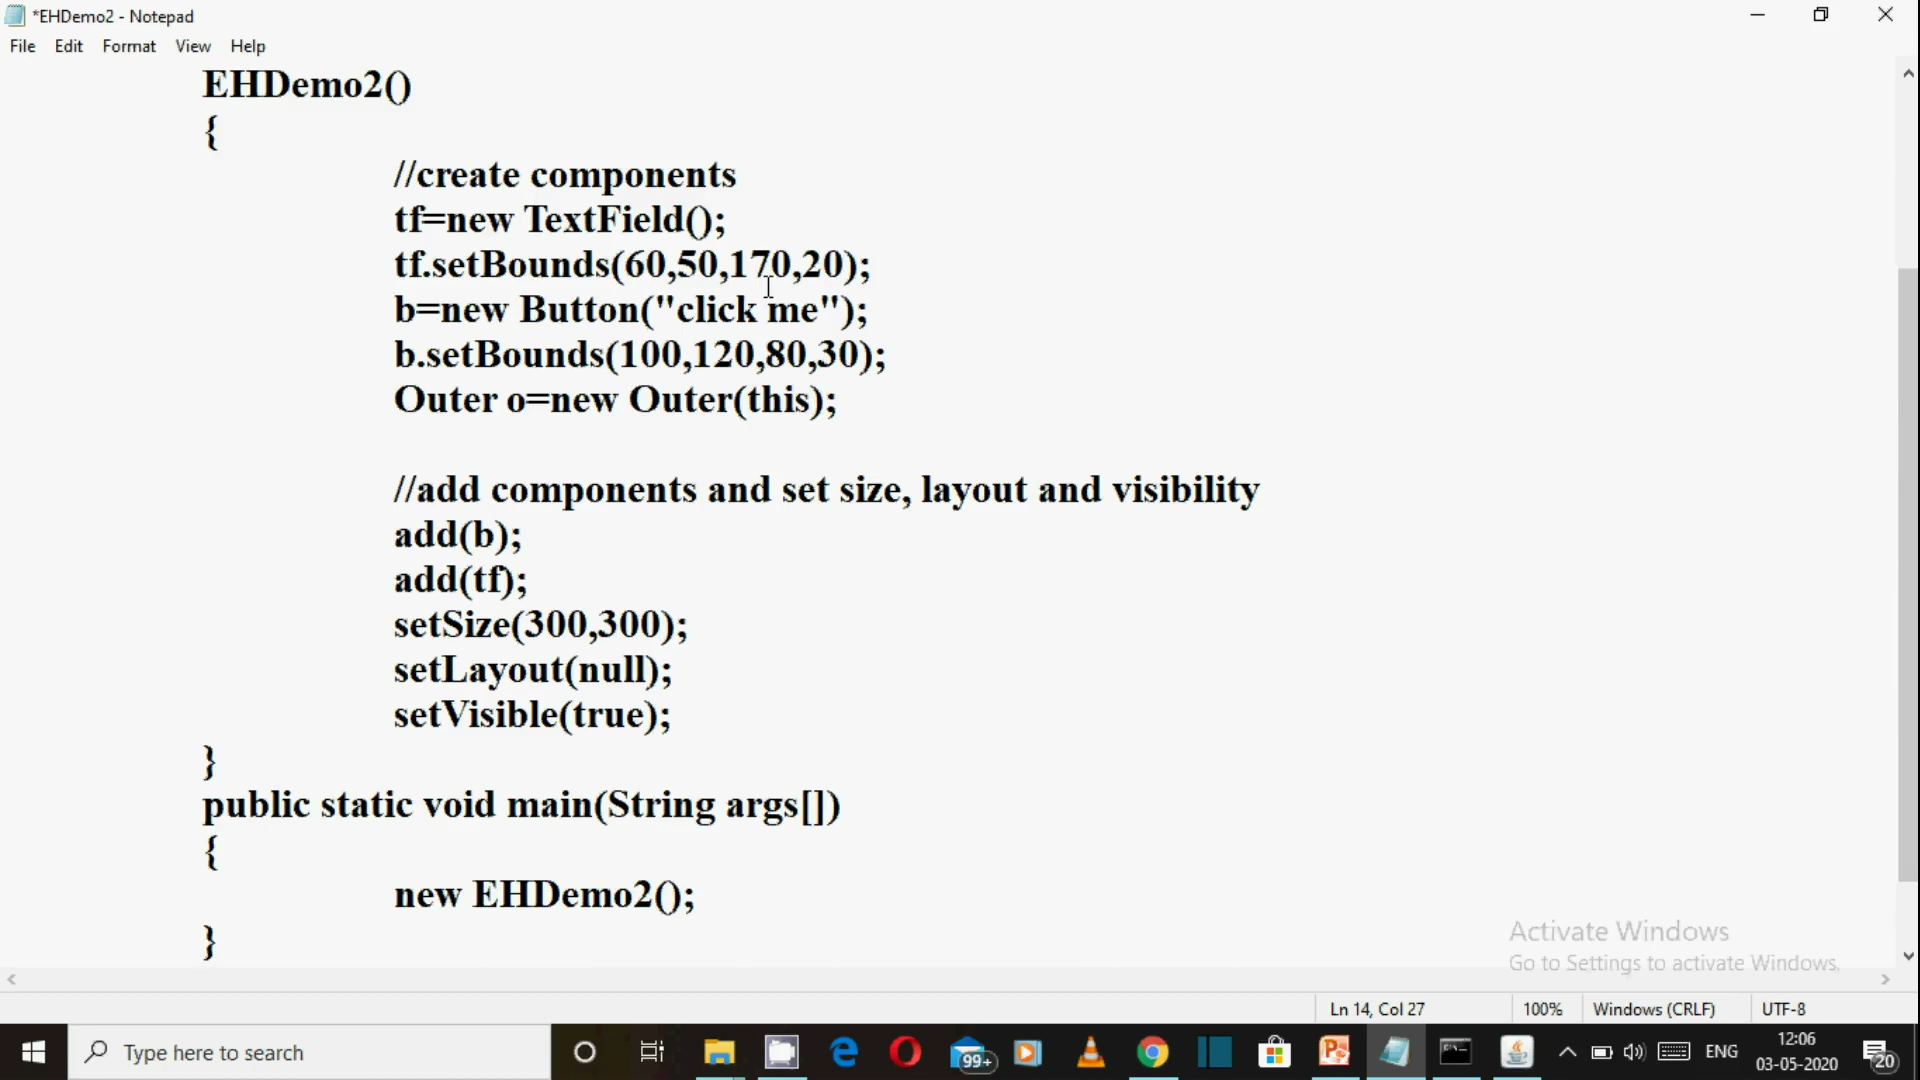 *EHDemo2 - Notepad
File Edit Format View Help
EHDemo2()
{
//create components
tf=new TextField();
tf.setBounds(60,50,170,20);
b=new Button("click me");
b.setBounds(100,120,80,30);
Outer o=new Outer(this);
//add components and set size, layout and visibility
add(b);
add(tf);
setSize(300,300);
setLayout(null);
setVisible(true);
}
public static void main(String args[])
{
new EHDemo2();
}
Activate Windows
Go to Settings to activate Windows.
Ln 14, Col 27 100% Windows (CRLF) UTF-8
Type here to search 99+ ENG 12:06
03-05-2020 20